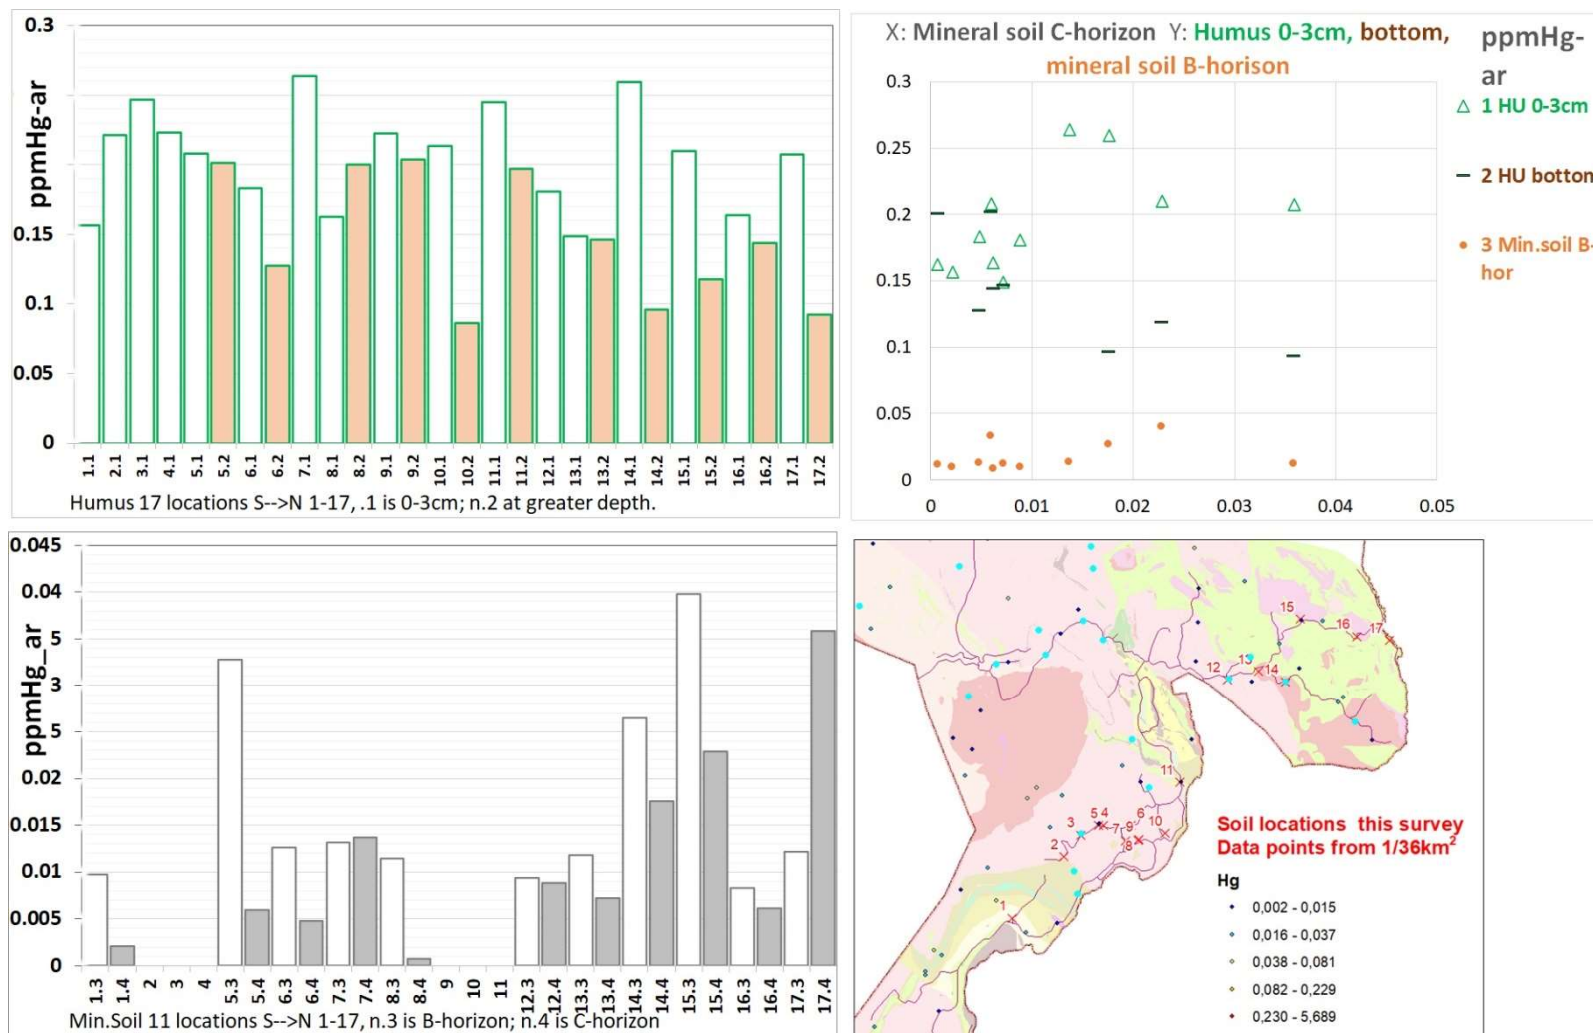 0.3
ppmHg-ar
0.15
0.1
0.05
0
1.1 2.1 3.1 4.1 5.1 5.2 6.1 6.2 7.1 8.1 8.2 9.1 9.2 10.1 10.2 11.1 11.2 12.1 13.1 13.2 14.1 14.2 15.1 15.2 16.1 16.2 17.1 17.2
Humus 17 locations S-->N 1-17, .1 is 0-3cm; n.2 at greater depth.
X: Mineral soil C-horizon Y: Humus 0-3cm, bottom,
mineral soil B-horison
ppmHg-
ar
0.3
0.25
0.2
0.15
0.1
0.05
0
0 0.01 0.02 0.03 0.04 0.05
1 HU 0-3cm
2 HU bottom
3 Min.soil B-
hor
0.045
0.04
5
3
5
0.02
0.015
0.01
0.005
0
ppmHg_ar
1.3 1.4 2 3 4 5.3 5.4 6.3 6.4 7.3 7.4 8.3 8.4 9 10 11 12.3 12.4 13.3 13.4 14.3 14.4 15.3 15.4 16.3 16.4 17.3 17.4
Min.Soil 11 locations S-->N 1-17, n.3 is B-horizon; n.4 is C-horizon
15
16 17
12 13 14
11
3 5 4 7 9 6 10
2 8
1
Soil locations this survey
Data points from 1/36km²
Hg
0,002 - 0,015
0,016 - 0,037
0,038 - 0,081
0,082 - 0,229
0,230 - 5,689